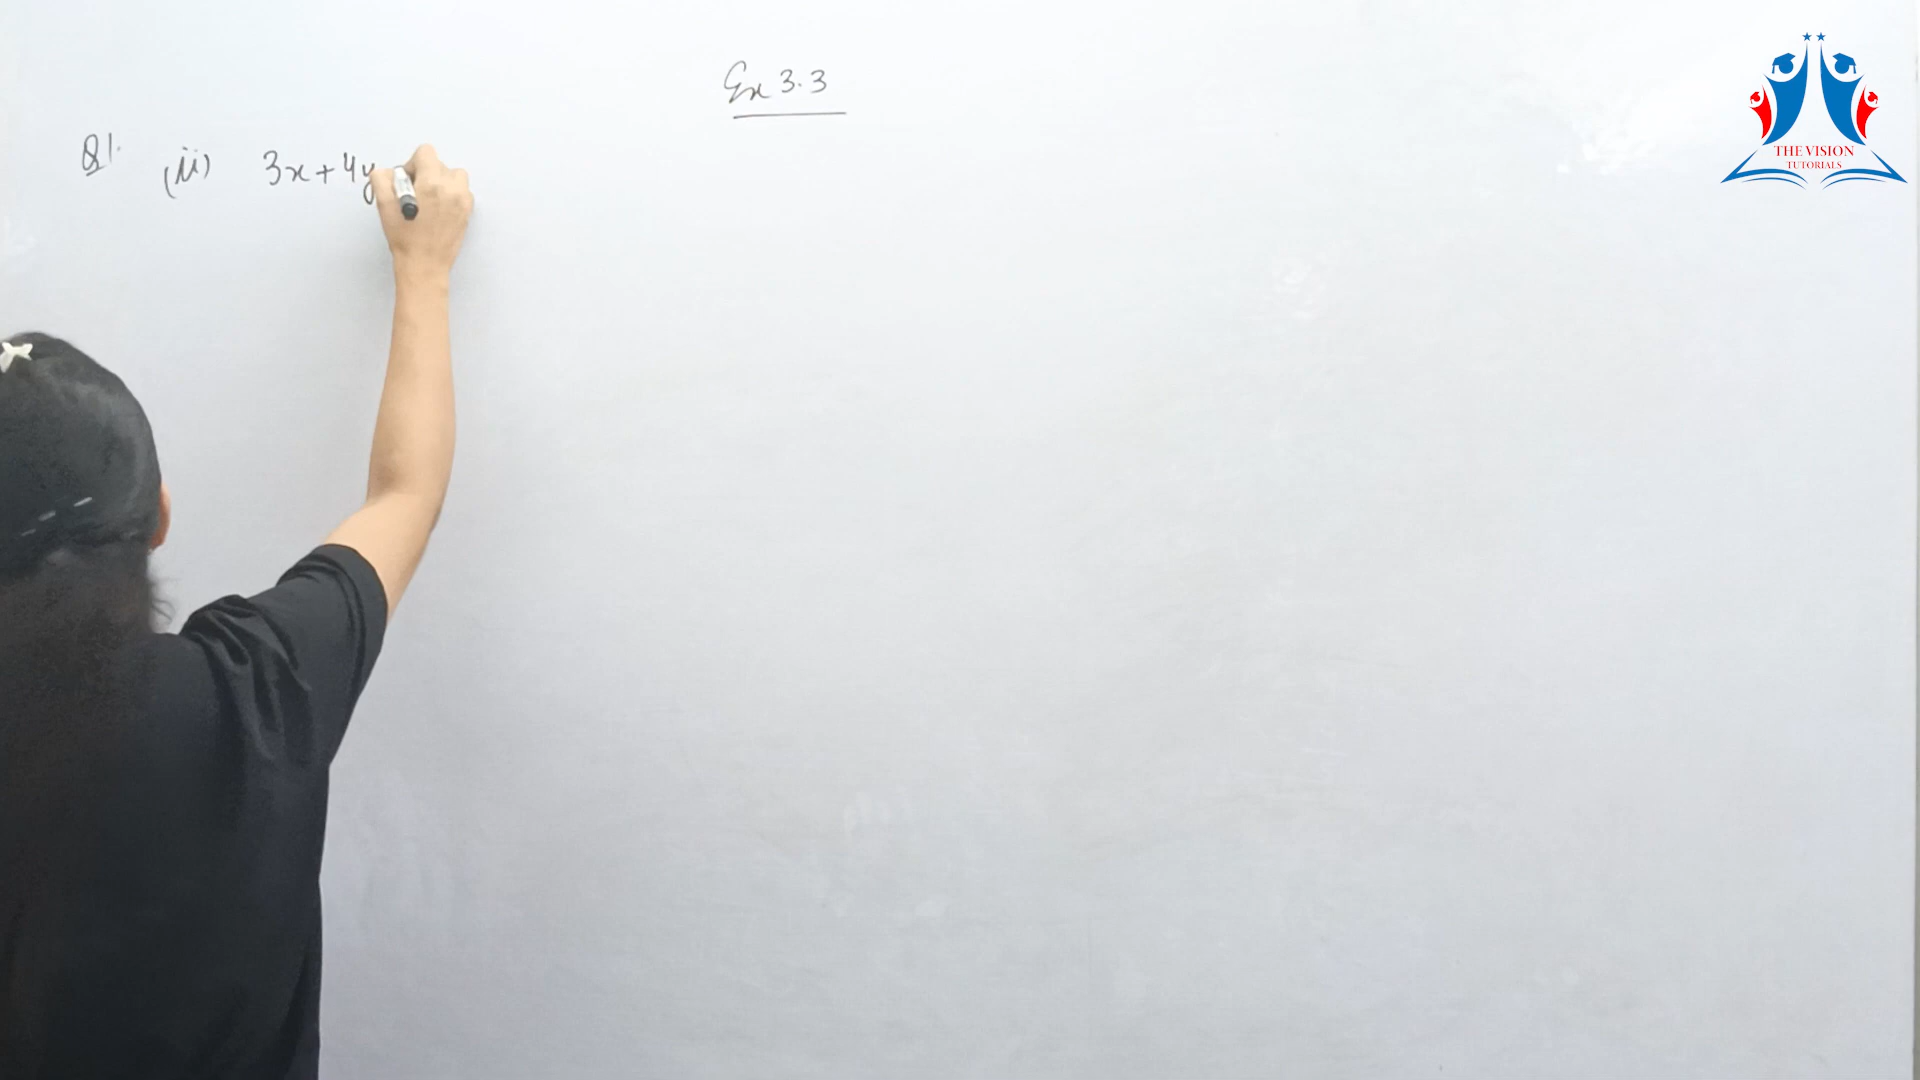 Ex 3.3
Q1. (ii) 3x+4y
THE VISION
TUTORIALS